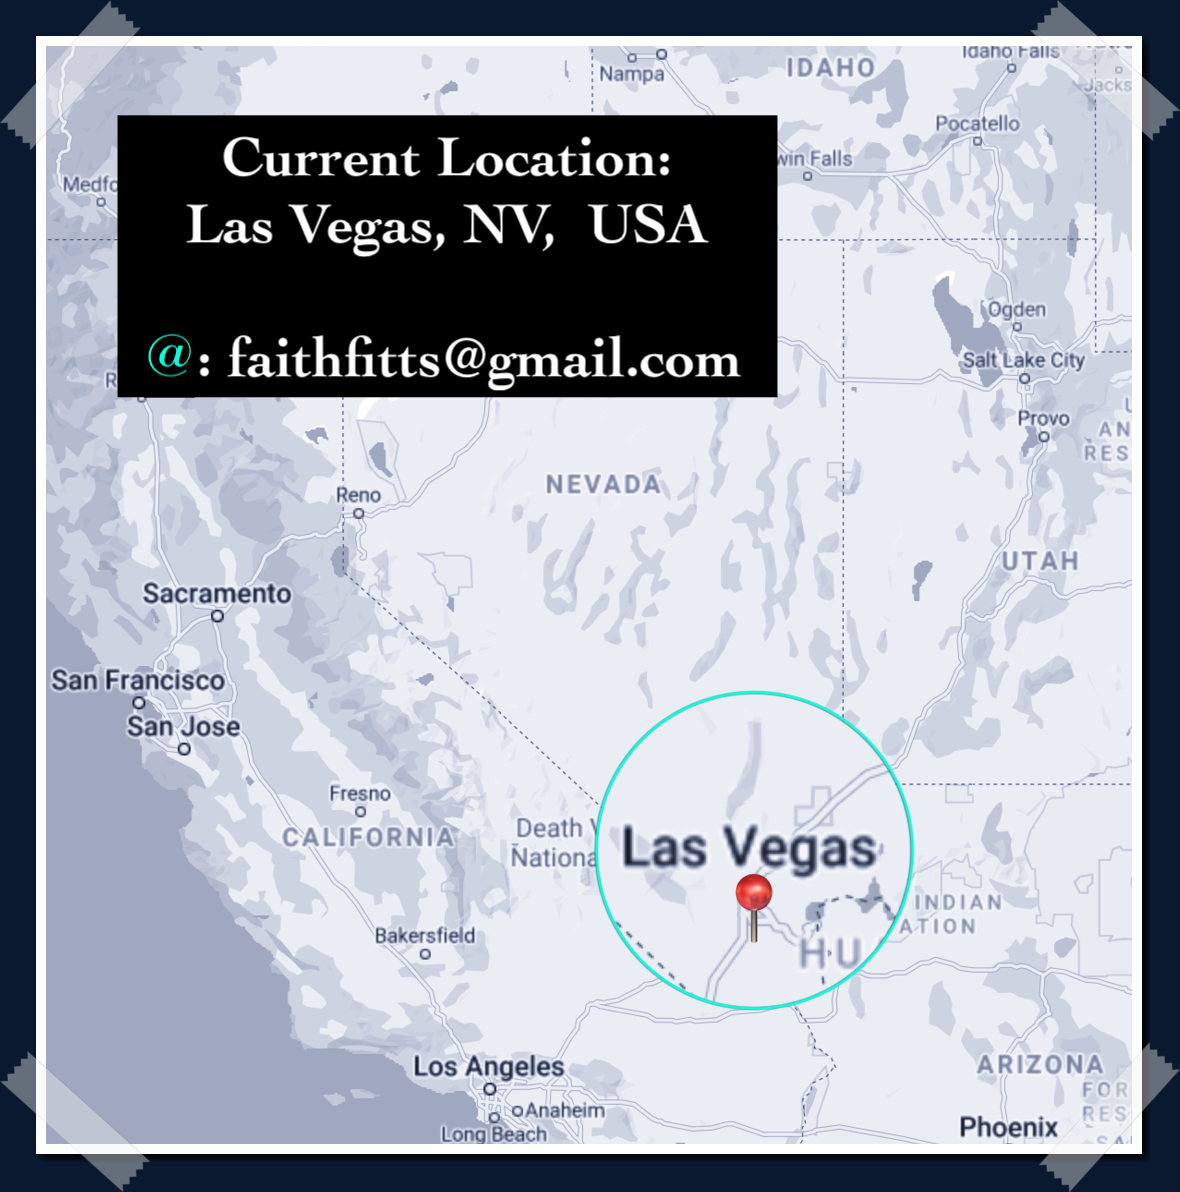 Nampa
IDAHO
Idaho Falls
Jacks
Pocatello
win Falls
Medfo
Current Location:
Las Vegas, NV, USA
@: faithfitts@gmail.com
Ogden
Salt Lake City
R
Provo
U
AN
RES
NEVADA
Reno
UTAH
Sacramento
San Francisco
San Jose
Fresno
CALIFORNIA
Death V
Nationa
Las Vegas
INDIAN
ATION
HU
Bakersfield
Los Angeles
ARIZONA
FOR
RES
Anaheim
Long Beach
Phoenix
SA